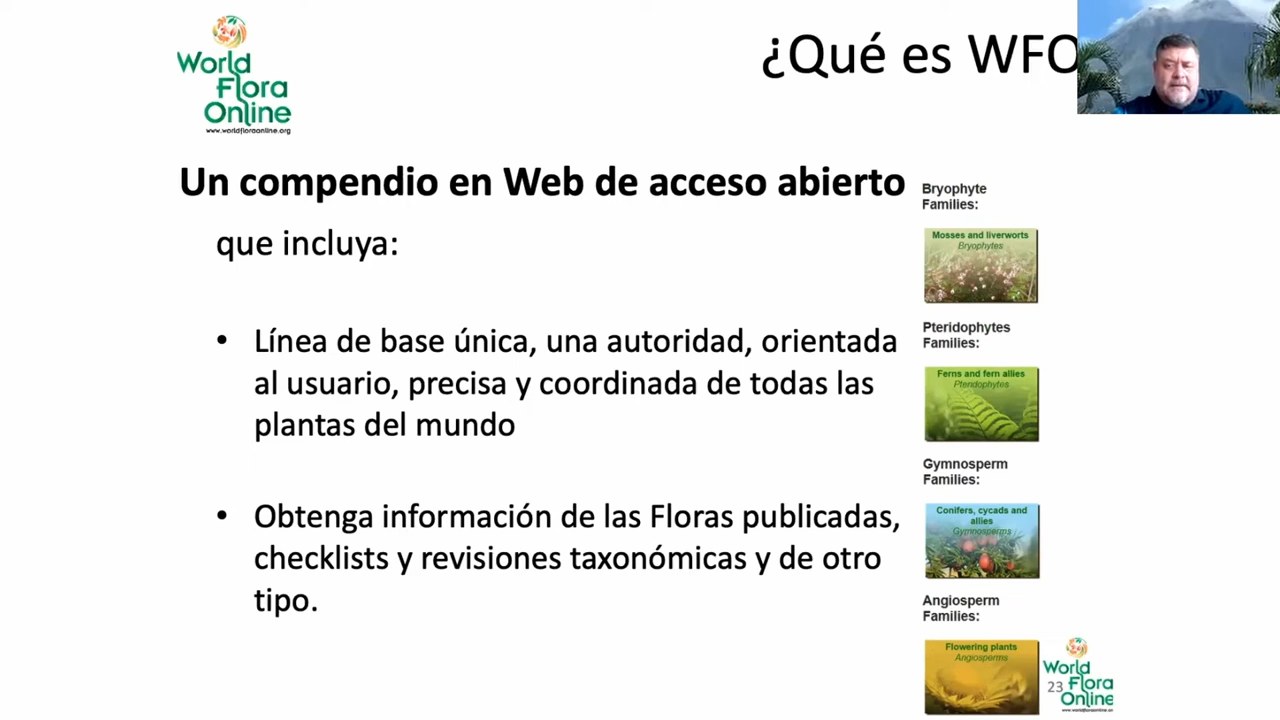 World
Flora
Online
www.worldfloraonline.org
¿Qué es WFO
Un compendio en Web de acceso abierto
que incluya:
• Línea de base única, una autoridad, orientada
al usuario, precisa y coordinada de todas las
plantas del mundo
• Obtenga información de las Floras publicadas,
checklists y revisiones taxonómicas y de otro
tipo.
Bryophyte
Families:
Mosses and liverworts
Bryophytes
Pteridophytes
Families:
Ferns and fern allies
Pteridophytes
Gymnosperm
Families:
Conifers, cycads and
allies
Gymnosperms
Angiosperm
Families:
Flowering plants
Angiosperms
World
23 Flora
Online
www.worldfloraonline.or